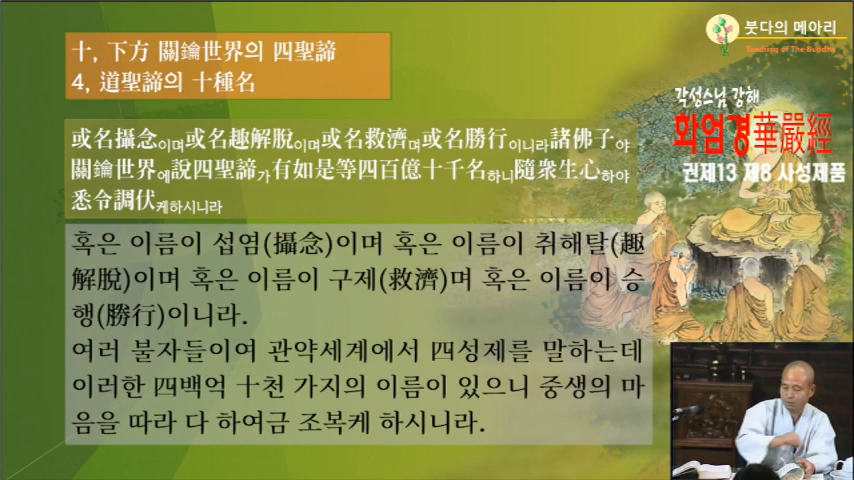 十, 下方 關鑰世界의 四聖諦
4, 道聖諦의 十種名
或名攝念이며或名趣解脫이며或名救濟며或名勝行이니라諸佛子야
關鑰世界에說四聖諦가有如是等四百億十千名하니隨衆生心하야
悉令調伏케하시니라
혹은 이름이 섭염(攝念)이며 혹은 이름이 취해탈(趣
解脫)이며 혹은 이름이 구제(救濟)며 혹은 이름이 승
행(勝行)이니라.
여러 불자들이여 관약세계에서 四성제를 말하는데
이러한 四백억 十천 가지의 이름이 있으니 중생의 마
음을 따라 다 하여금 조복케 하시니라.
붓다의 메아리
Teaching of The Buddha
각성스님 강해
화엄경華嚴經
권제13 제8 사성제품